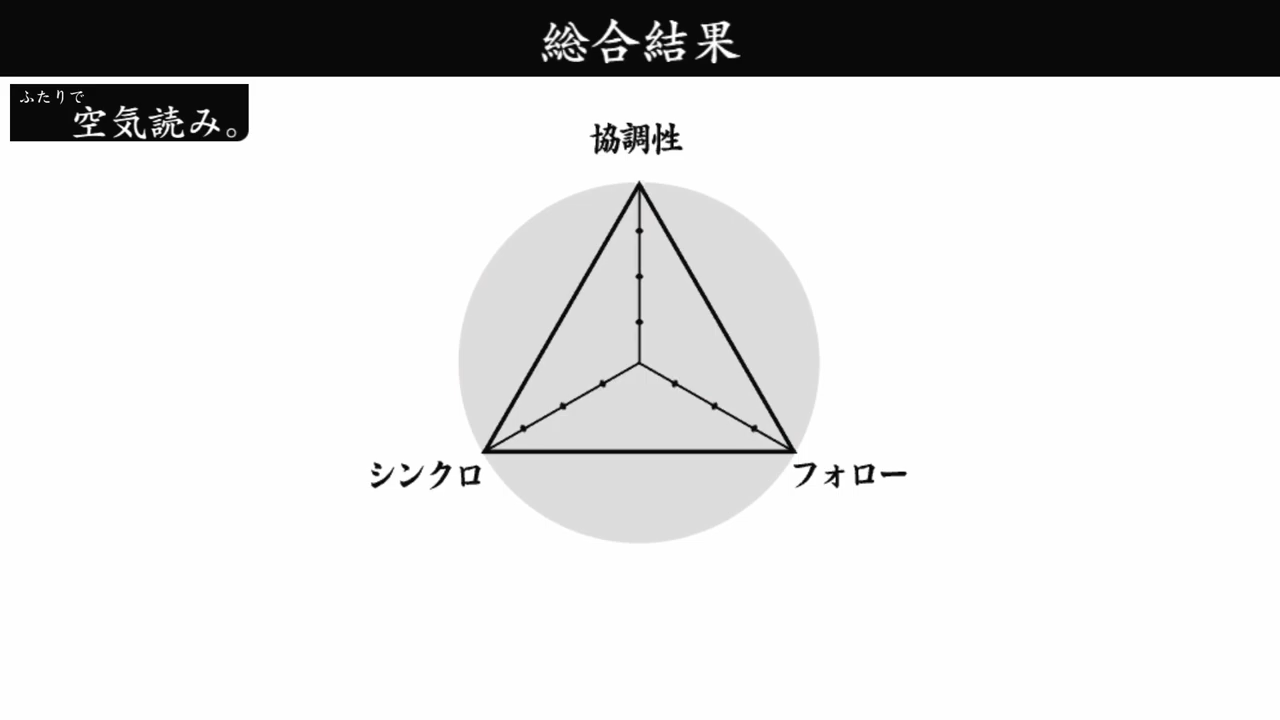 総合結果
ふたりで
空気読み。
協調性
シンクロ
フォロー